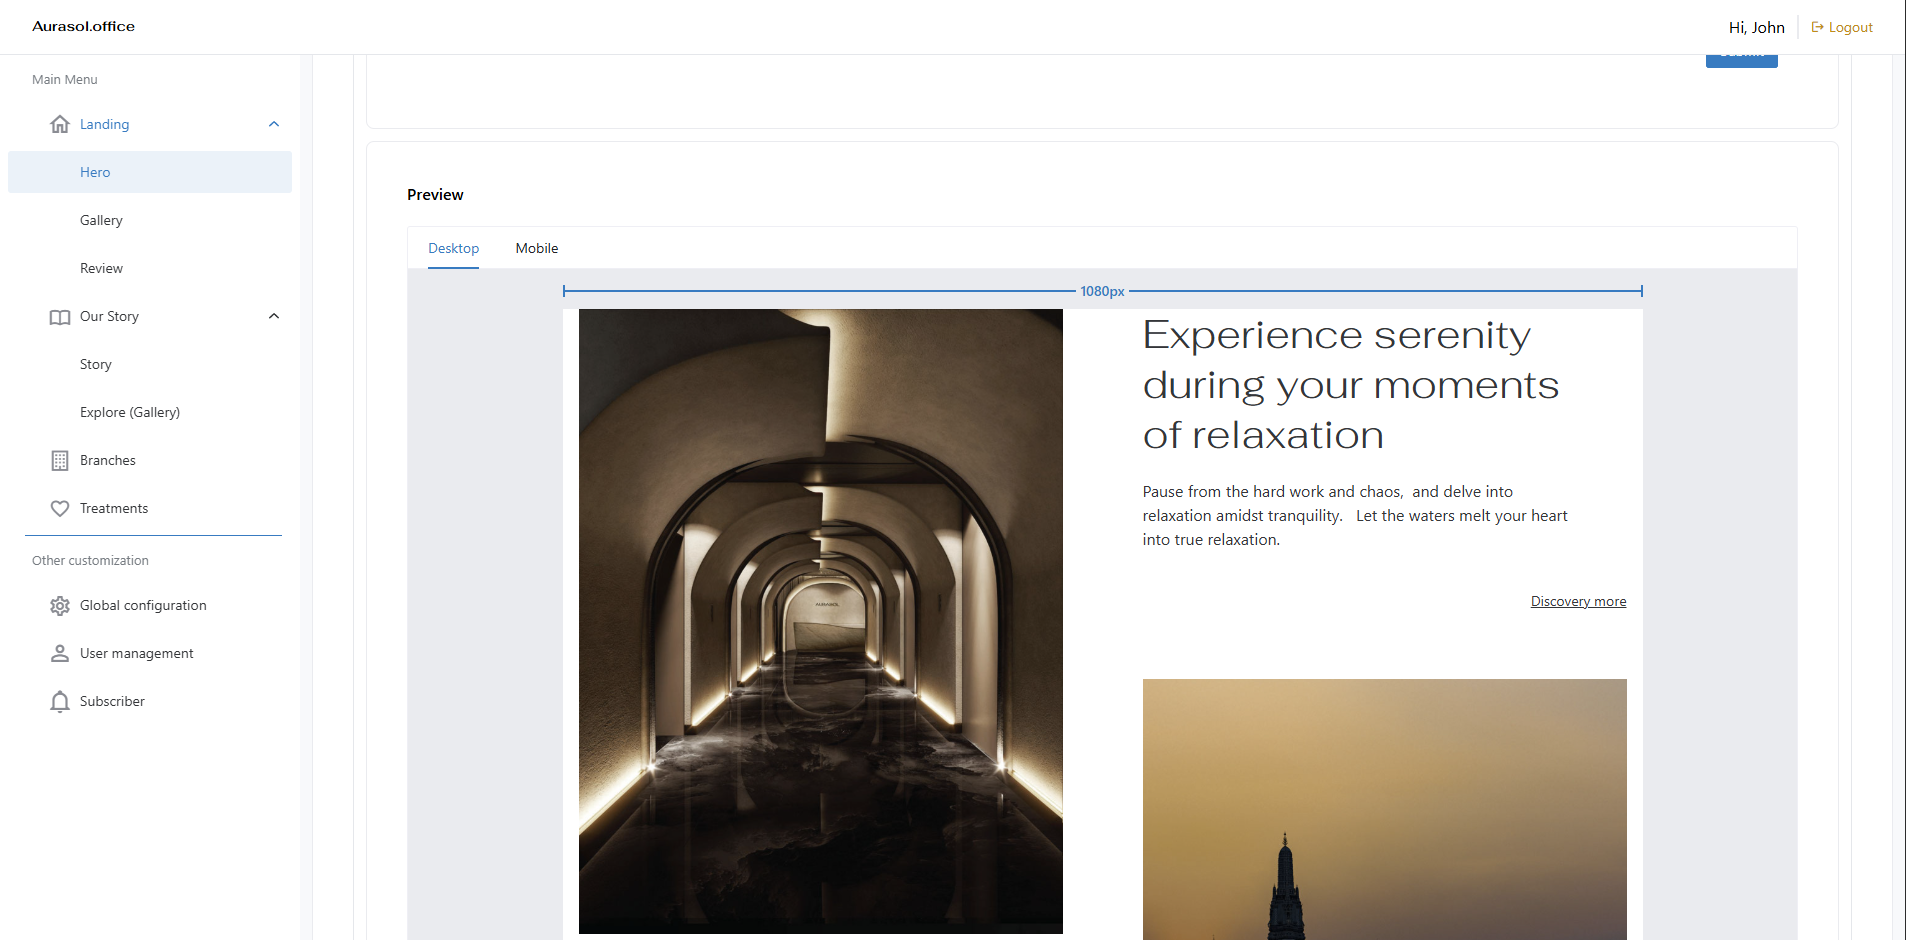 Aurasol.office
Hi, John
Logout
Main Menu
Landing
Hero
Gallery
Review
Our Story
Story
Explore (Gallery)
Branches
Treatments
Other customization
Global configuration
User management
Subscriber
Preview
Desktop
Mobile
1080px
Experience serenity
during your moments
of relaxation
Pause from the hard work and chaos,  and delve into
relaxation amidst tranquility.   Let the waters melt your heart
into true relaxation.
Discovery more
AURASOL